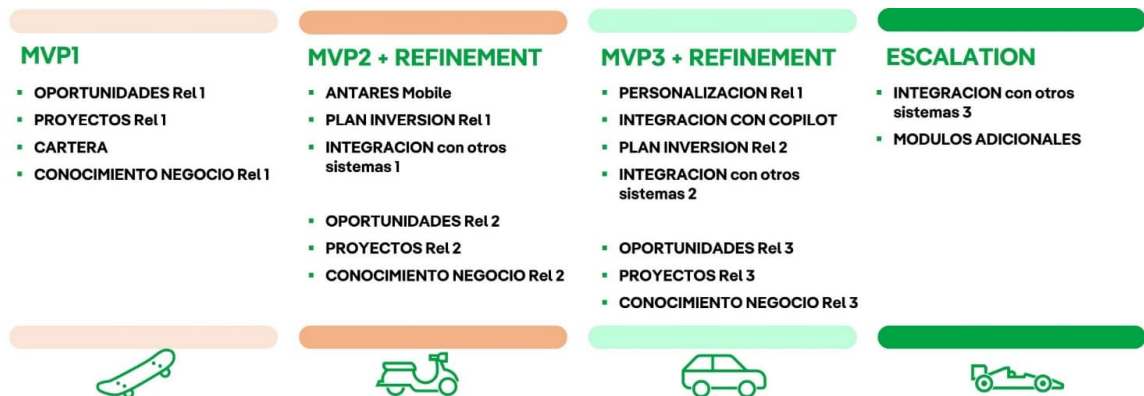 MVP1
OPORTUNIDADES Rel 1
PROYECTOS Rel 1
CARTERA
CONOCIMIENTO NEGOCIO Rel 1
MVP2 + REFINEMENT
ANTARES Mobile
PLAN INVERSION Rel 1
INTEGRACION con otros
sistemas 1
OPORTUNIDADES Rel 2
PROYECTOS Rel 2
CONOCIMIENTO NEGOCIO Rel 2
MVP3 + REFINEMENT
PERSONALIZACION Rel 1
INTEGRACION CON COPILOT
PLAN INVERSION Rel 2
INTEGRACION con otros
sistemas 2
OPORTUNIDADES Rel 3
PROYECTOS Rel 3
CONOCIMIENTO NEGOCIO Rel 3
ESCALATION
INTEGRACION con otros
sistemas 3
MODULOS ADICIONALES